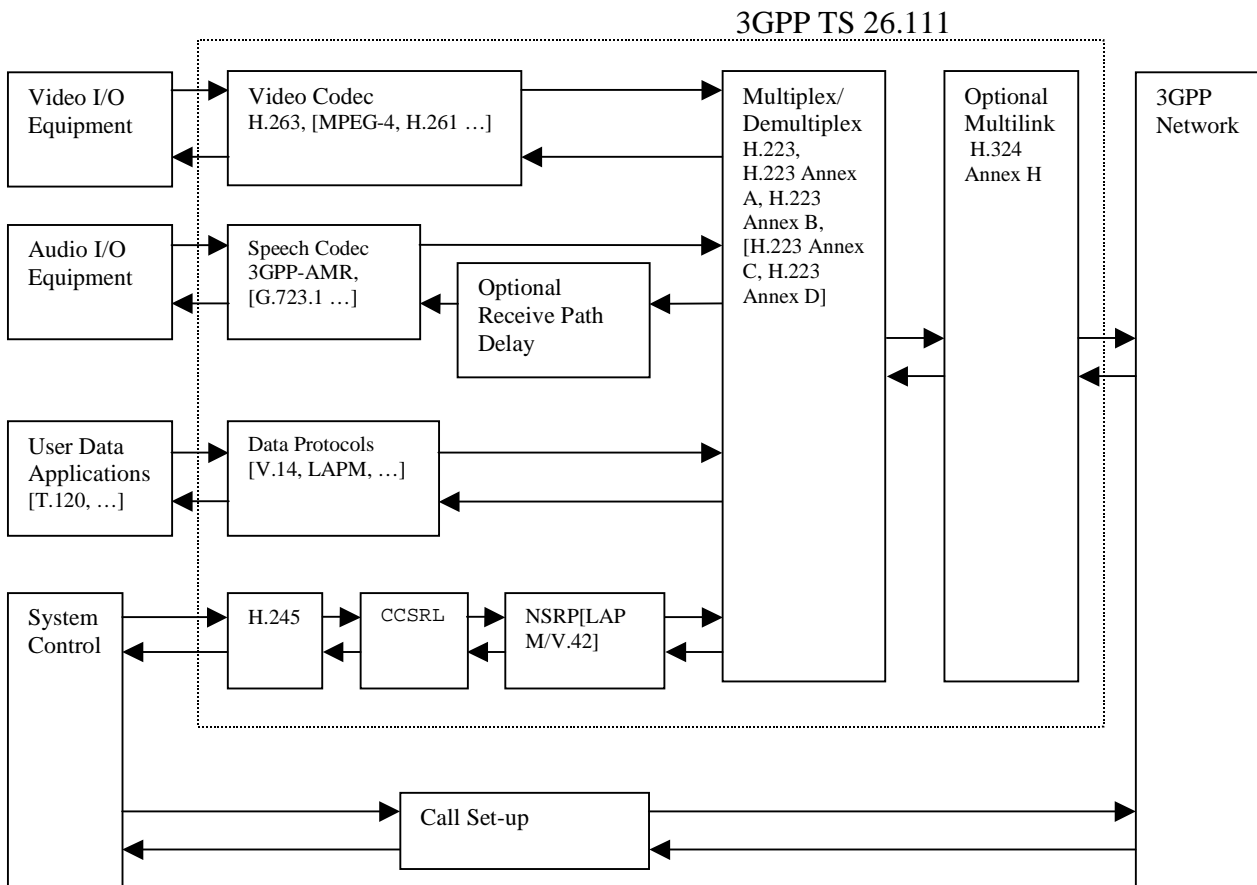 3GPP TS 26.111
Video I/O
Equipment
Video Codec
H.263, [MPEG-4, H.261 …]
Multiplex/
Demultiplex
H.223,
H.223 Annex
A, H.223
Annex B,
[H.223 Annex
C, H.223
Annex D]
Optional
Multilink
H.324
Annex H
3GPP
Network
Audio I/O
Equipment
Speech Codec
3GPP-AMR,
[G.723.1 …]
Optional
Receive Path
Delay
User Data
Applications
[T.120, …]
Data Protocols
[V.14, LAPM, …]
System
Control
H.245
CCSRL
NSRP[LAP
M/V.42]
Call Set-up